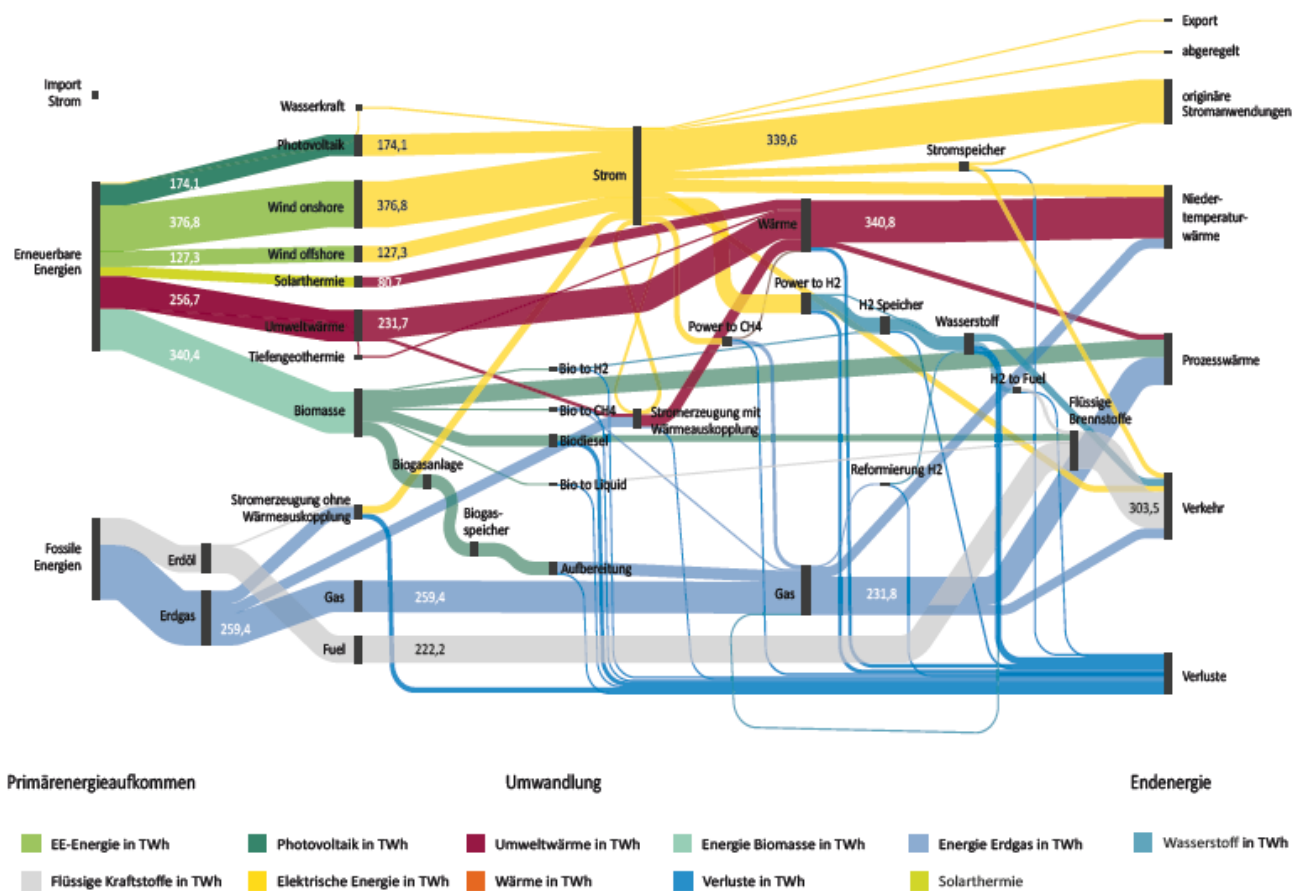 Export
abgeregelt
Import
Strom
originäre
Stromanwendungen
Wasserkraft
Photovoltaik
174,1
339,6
Stromspeicher
Strom
174,1
376,8
Wind onshore
376,8
Nieder-
temperatur-
wärme
Wärme
340,8
Erneuerbare
Energien
127,3
Wind offshore
127,3
Solarthermie
80,7
Power to H2
256,7
H2 Speicher
Umweltwärme
231,7
Power to CH4
Wasserstoff
Tiefengeothermie
340,4
Bio to H2
Prozesswärme
H2 to Fuel
Biomasse
Bio to CH4
Stromerzeugung mit
Wärmeauskopplung
Flüssige
Brennstoffe
Biodiesel
Biogasanlage
Reformierung H2
Bio to Liquid
Stromerzeugung ohne
Wärmeauskopplung
Biogas-
speicher
303,5
Verkehr
Fossile
Energien
Erdöl
Aufbereitung
Gas
259,4
Gas
231,8
Erdgas
259,4
Fuel
222,2
Verluste
Primärenergieaufkommen
Umwandlung
Endenergie
EE-Energie in TWh
Photovoltaik in TWh
Umweltwärme in TWh
Energie Biomasse in TWh
Energie Erdgas in TWh
Wasserstoff in TWh
Flüssige Kraftstoffe in TWh
Elektrische Energie in TWh
Wärme in TWh
Verluste in TWh
Solarthermie